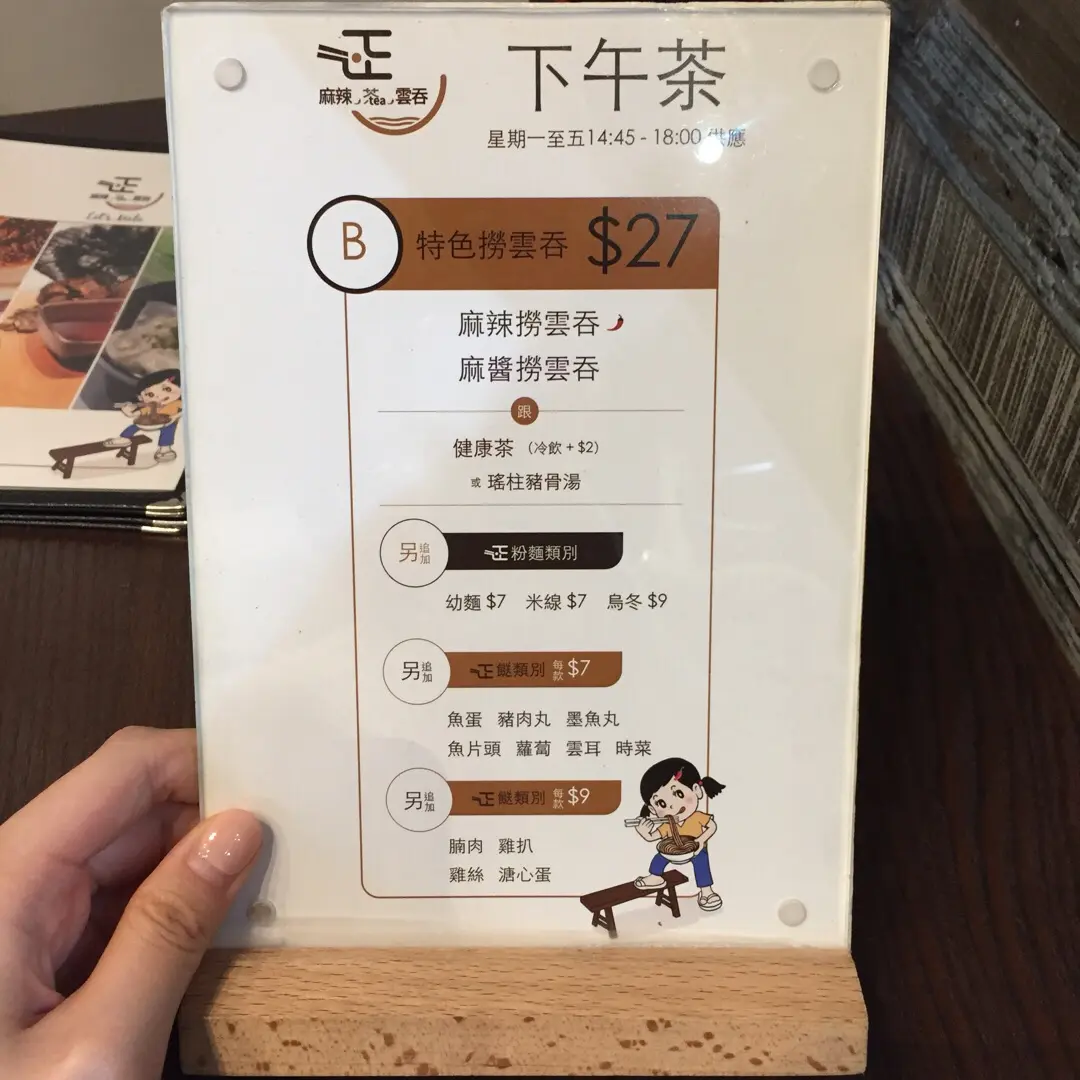 正
麻辣 茶tea 雲吞
下午茶
星期一至五14:45 - 18:00 供應
B 特色撈雲吞 $27
麻辣撈雲吞
麻醬撈雲吞
跟
健康茶 (冷飲 + $2)
或 瑤柱豬骨湯
另追加 正粉麵類別
幼麵 $7 米線 $7 烏冬 $9
另追加 正餸類別 每款 $7
魚蛋 豬肉丸 墨魚丸
魚片頭 蘿蔔 雲耳 時菜
另追加 正餸類別 每款 $9
腩肉 雞扒
雞絲 溏心蛋
正